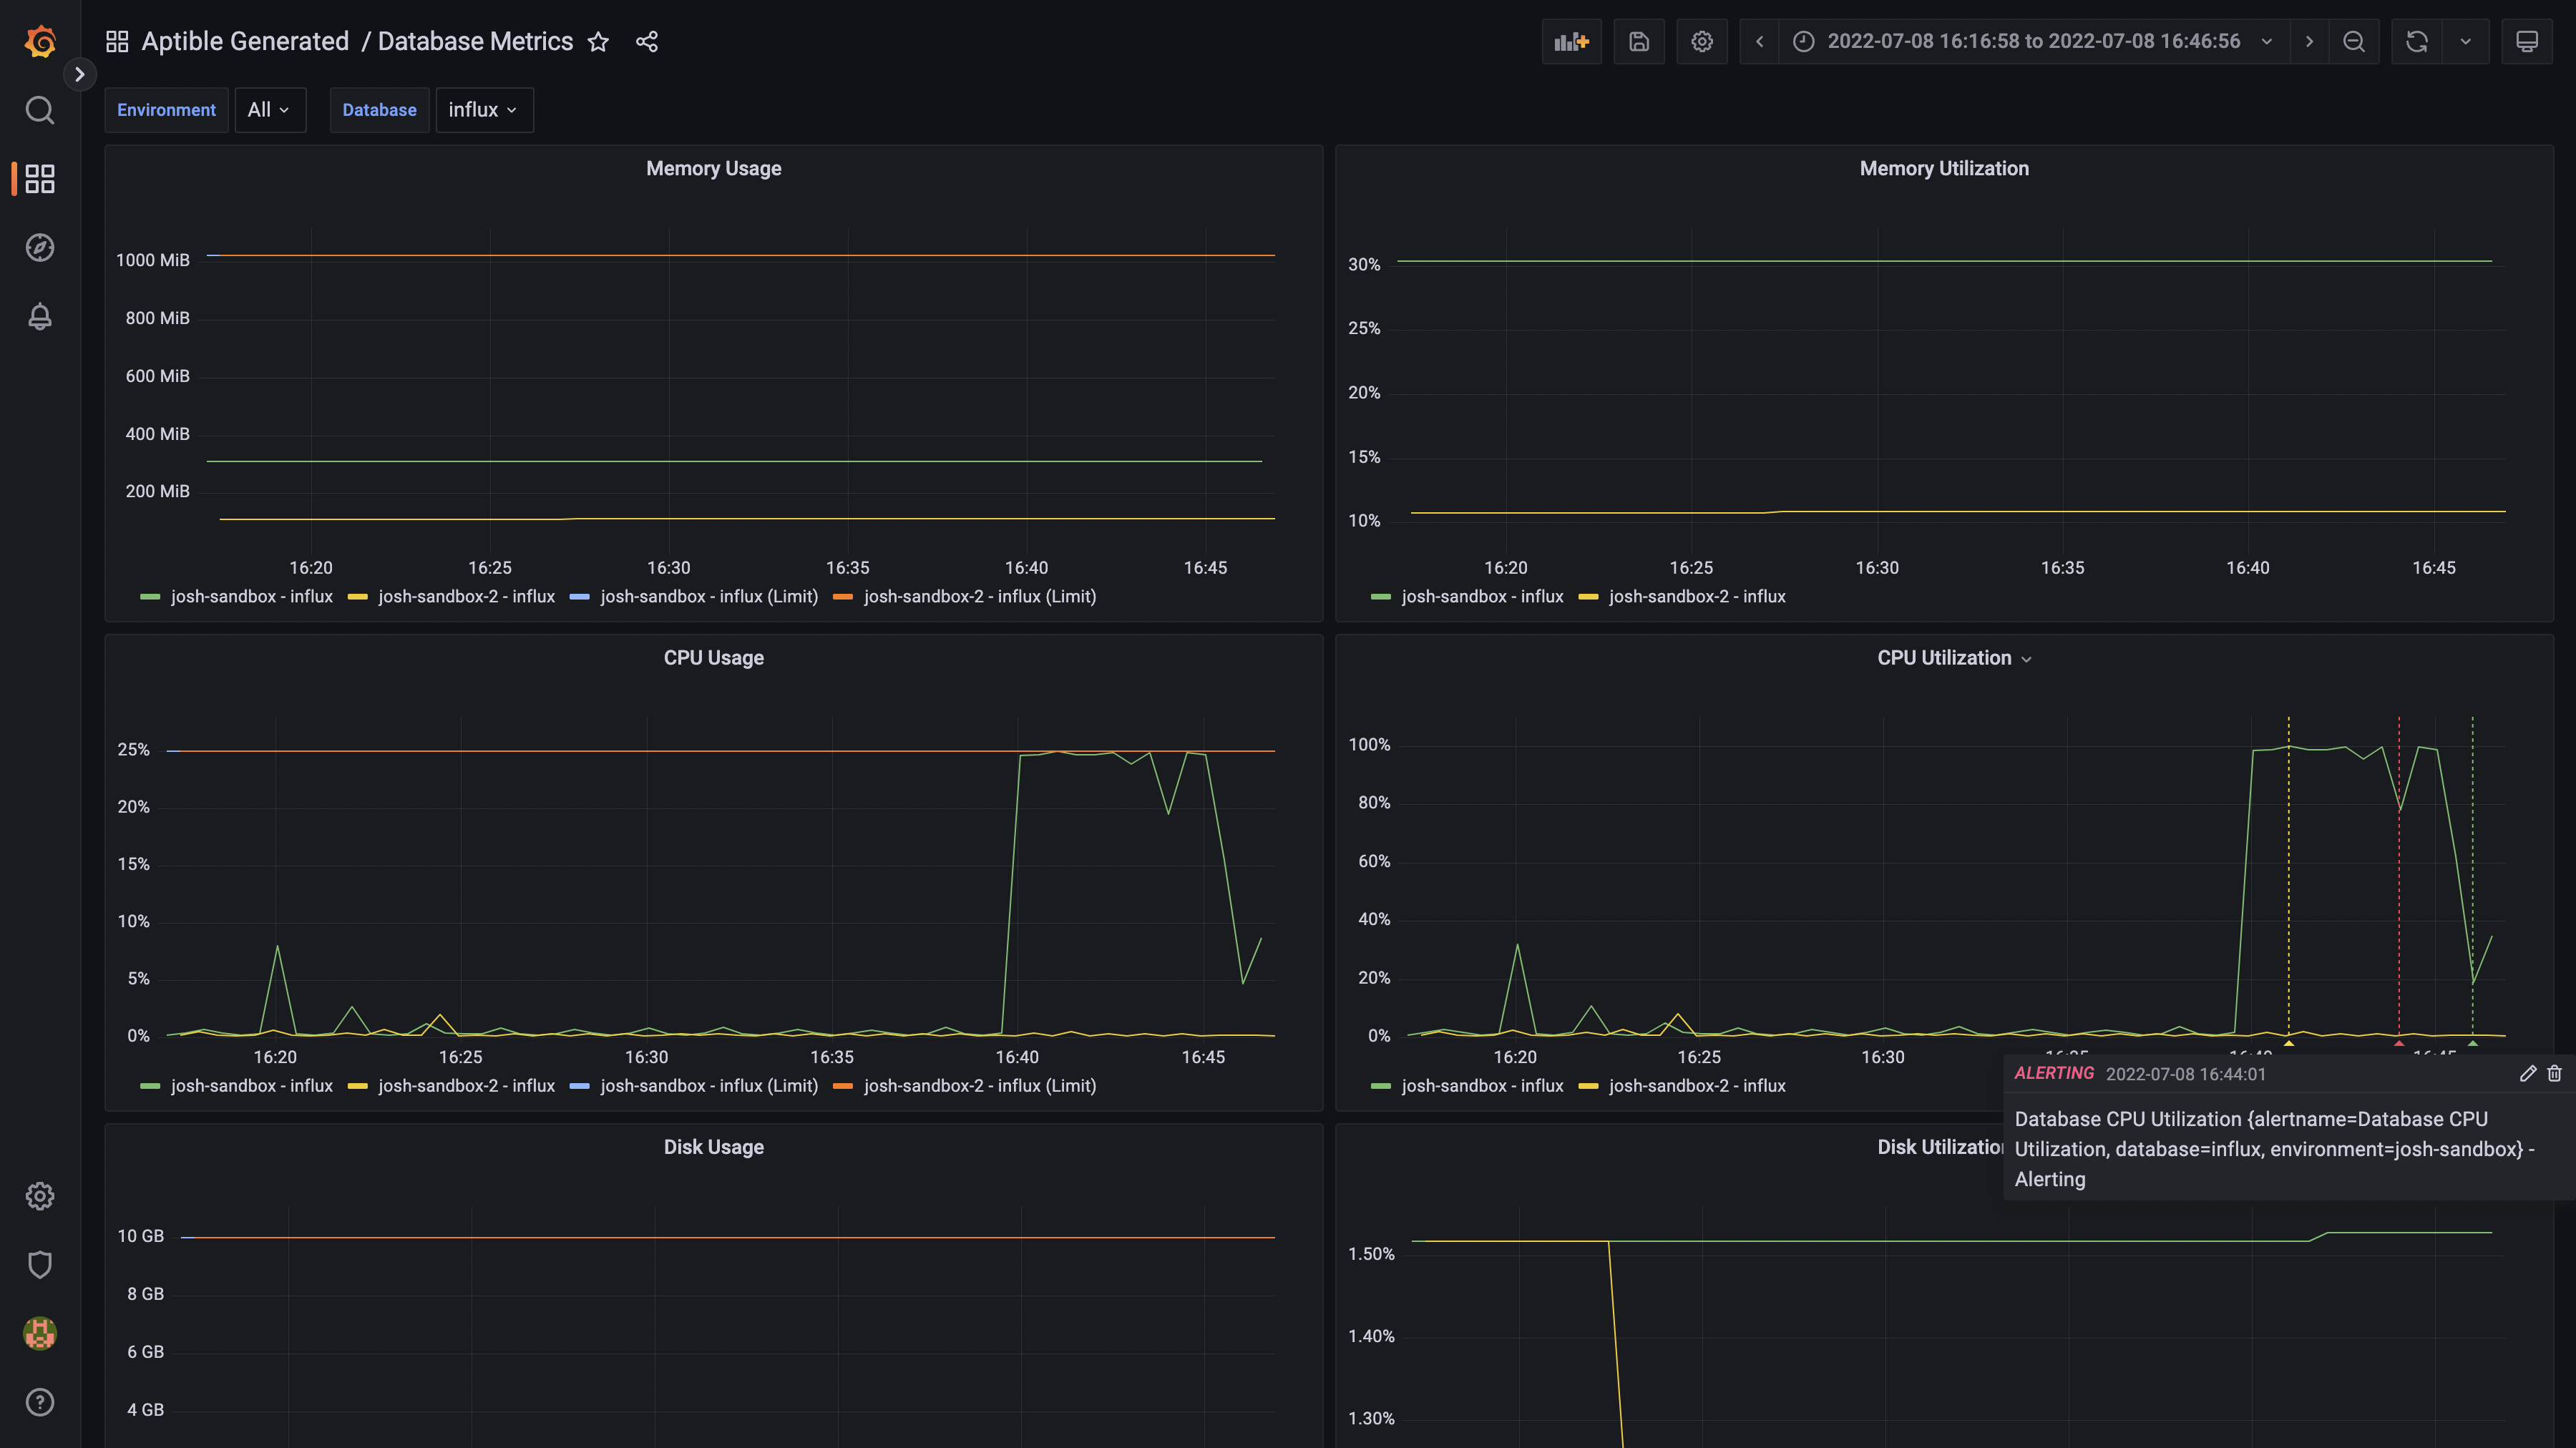 Aptible Generated / Database Metrics
2022-07-08 16:16:58 to 2022-07-08 16:46:56
Environment All Database influx
Memory Usage
1000 MiB
800 MiB
600 MiB
400 MiB
200 MiB
16:20 16:25 16:30 16:35 16:40 16:45
josh-sandbox - influx josh-sandbox-2 - influx josh-sandbox - influx (Limit) josh-sandbox-2 - influx (Limit)
Memory Utilization
30%
25%
20%
15%
10%
16:20 16:25 16:30 16:35 16:40 16:45
josh-sandbox - influx josh-sandbox-2 - influx
CPU Usage
25%
20%
15%
10%
5%
0%
16:20 16:25 16:30 16:35 16:40 16:45
josh-sandbox - influx josh-sandbox-2 - influx josh-sandbox - influx (Limit) josh-sandbox-2 - influx (Limit)
CPU Utilization
100%
80%
60%
40%
20%
0%
16:20 16:25 16:30 16:35 16:40 16:45
josh-sandbox - influx josh-sandbox-2 - influx
ALERTING 2022-07-08 16:44:01
Database CPU Utilization {alertname=Database CPU
Utilization, database=influx, environment=josh-sandbox} -
Alerting
Disk Usage
10 GB
8 GB
6 GB
4 GB
Disk Utilization
1.50%
1.40%
1.30%